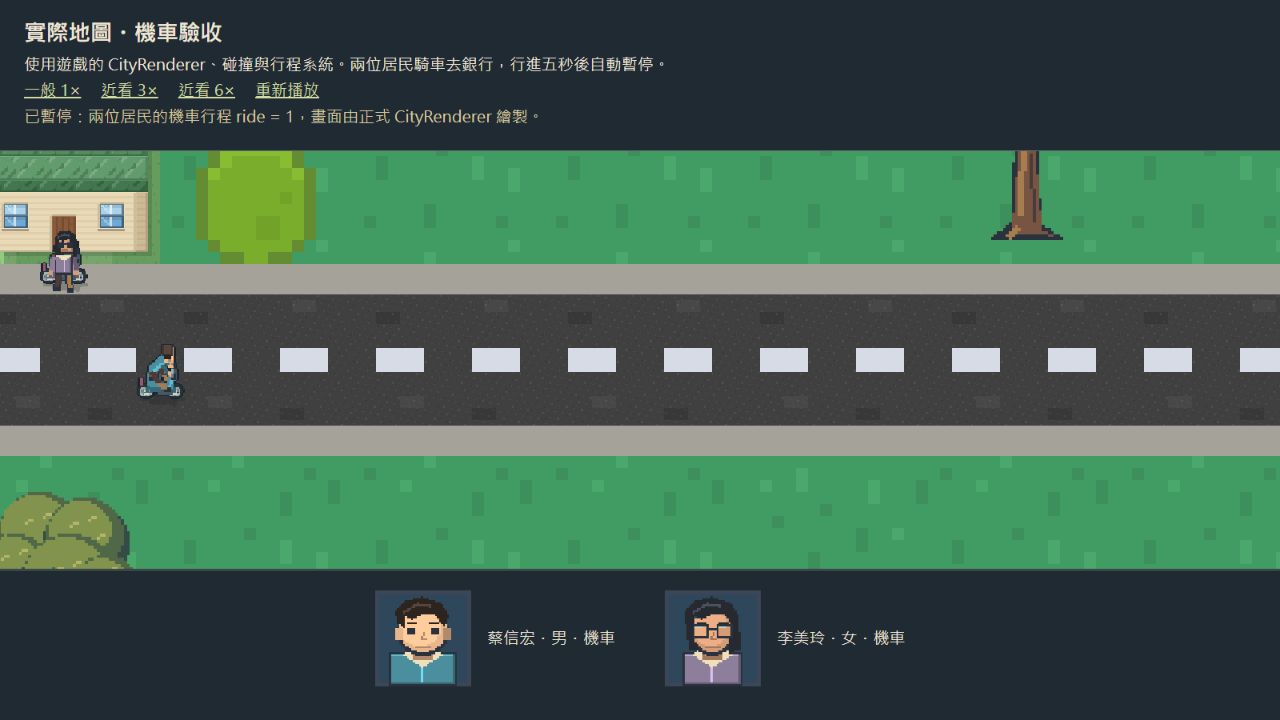 實際地圖・機車驗收
使用遊戲的 CityRenderer、碰撞與行程系統。兩位居民騎車去銀行，行進五秒後自動暫停。
一般 1× 近看 3× 近看 6× 重新播放
已暫停：兩位居民的機車行程 ride = 1，畫面由正式 CityRenderer 繪製。
蔡信宏・男・機車
李美玲・女・機車